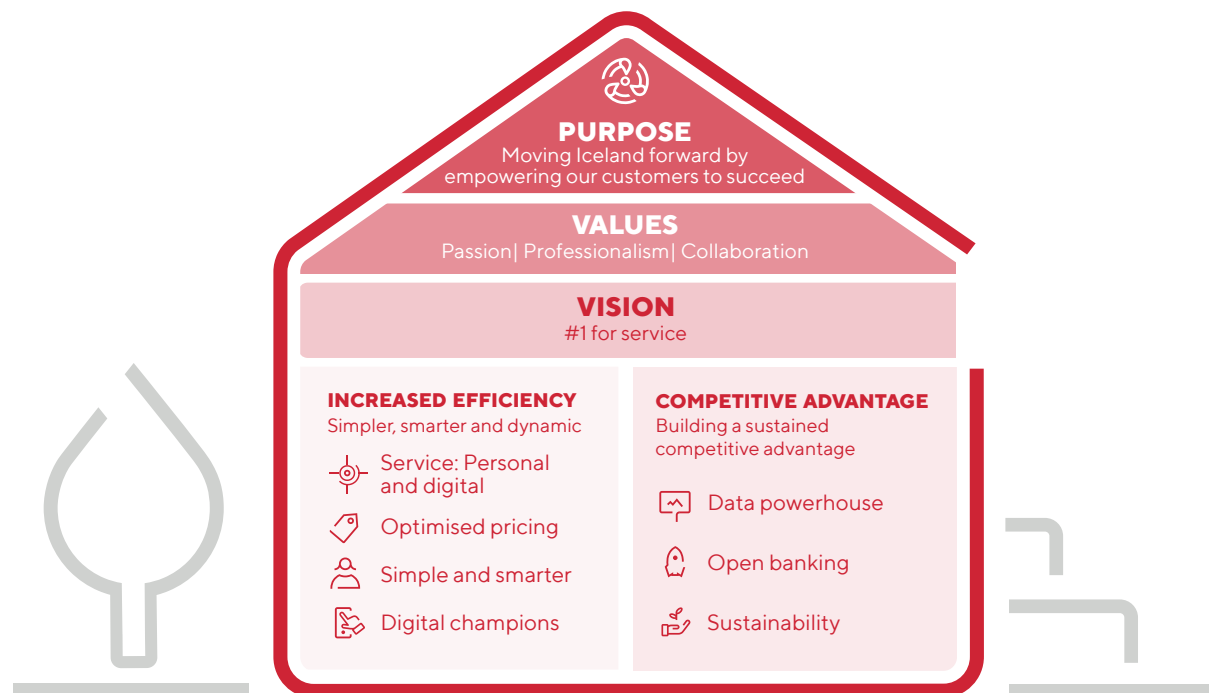 PURPOSE
Moving Iceland forward by
empowering our customers to succeed
VALUES
Passion| Professionalism| Collaboration
VISION
#1 for service
INCREASED EFFICIENCY
Simpler, smarter and dynamic
Service: Personal
and digital
Optimised pricing
Simple and smarter
Digital champions
COMPETITIVE ADVANTAGE
Building a sustained
competitive advantage
Data powerhouse
Open banking
Sustainability